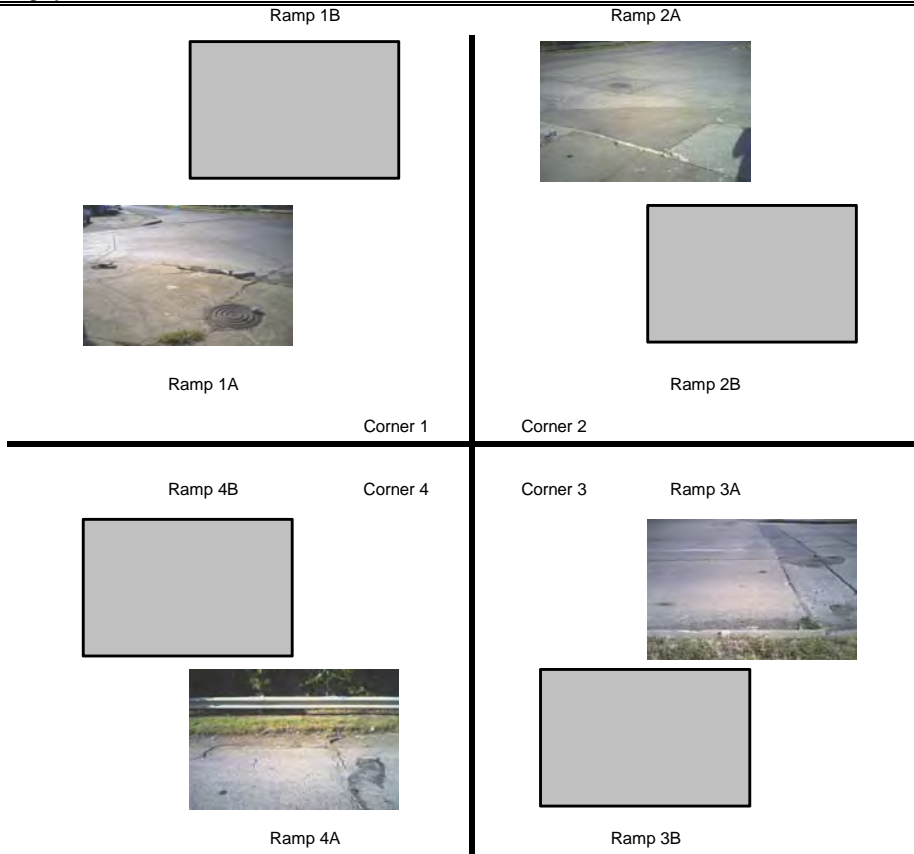 Ramp 1B Ramp 2A
Ramp 1A Ramp 2B
Corner 1 Corner 2
Ramp 4B Corner 4 Corner 3 Ramp 3A
Ramp 4A Ramp 3B